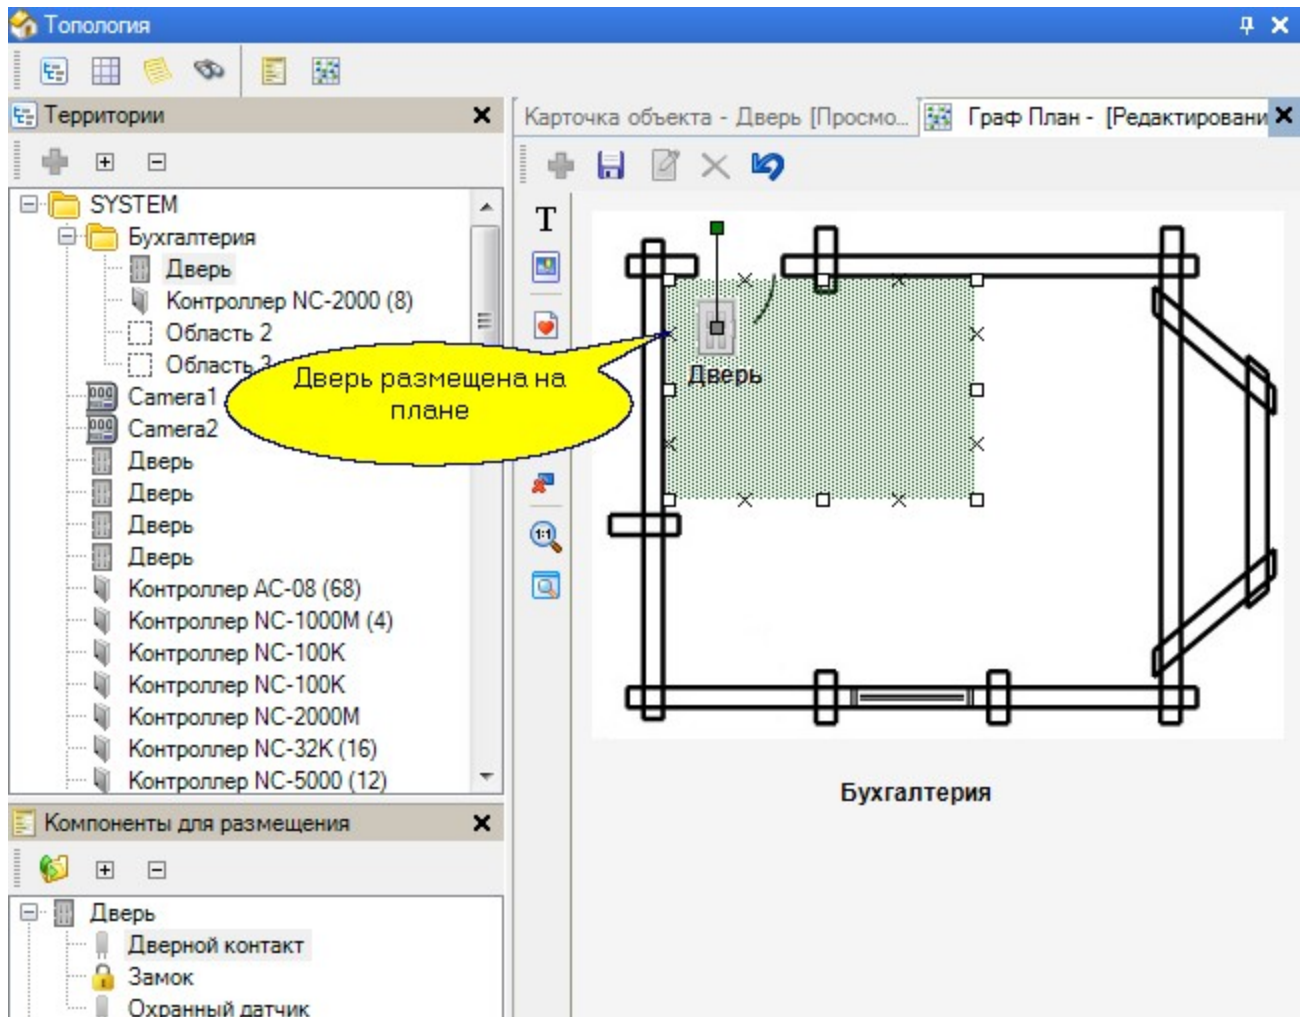 Топология
Территории
Карточка объекта - Дверь [Просмо...
Граф План - [Редактировани
SYSTEM
Бухгалтерия
Дверь
Контроллер NC-2000 (8)
Область 2
Область 3
Camera1
Camera2
Дверь
Дверь
Дверь
Дверь
Контроллер AC-08 (68)
Контроллер NC-1000M (4)
Контроллер NC-100K
Контроллер NC-100K
Контроллер NC-2000M
Контроллер NC-32K (16)
Контроллер NC-5000 (12)
Дверь размещена на
плане
T
1:1
Дверь
Бухгалтерия
Компоненты для размещения
Дверь
Дверной контакт
Замок
Охранный датчик